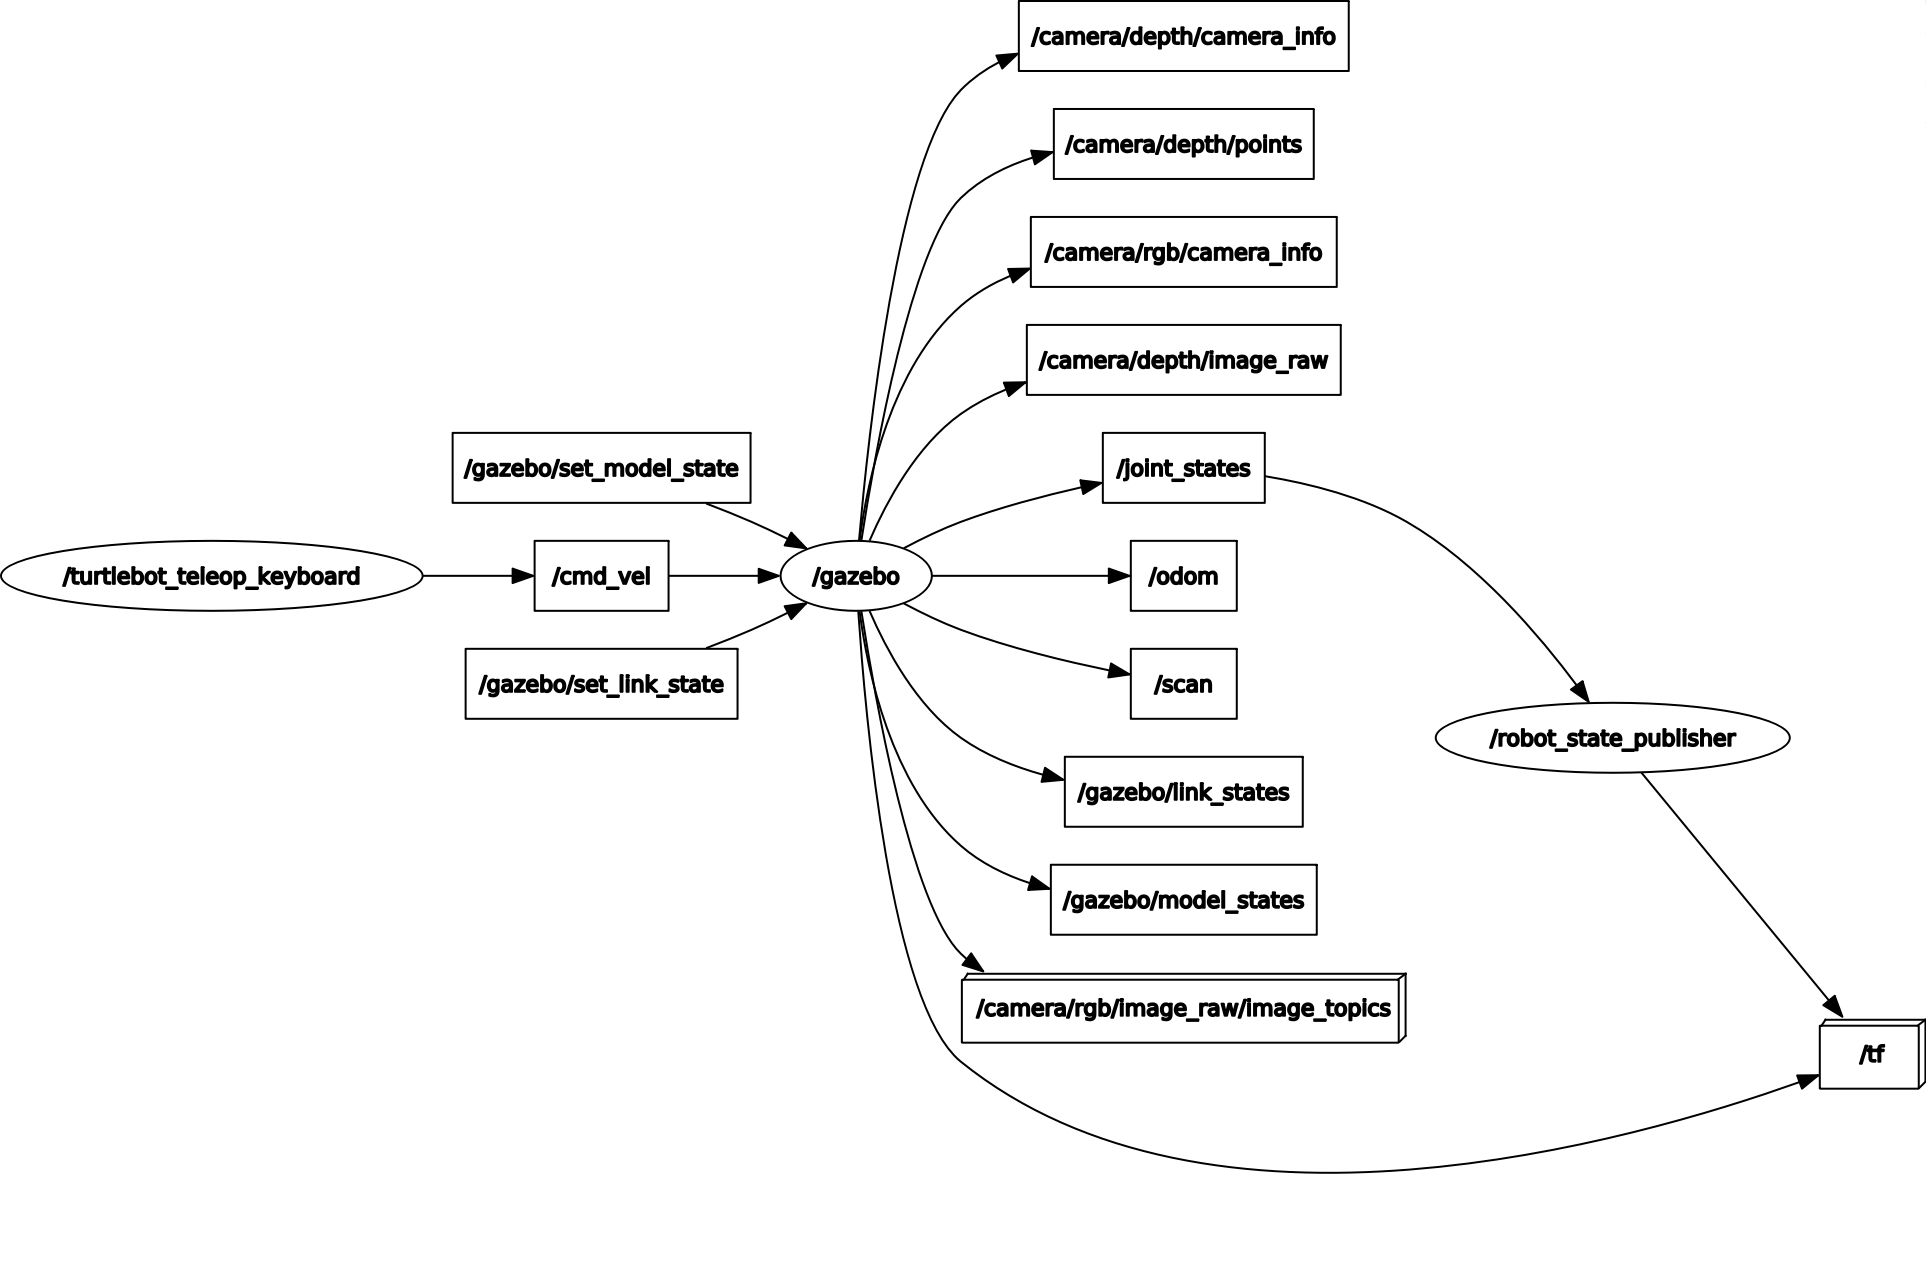 /camera/depth/camera_info
/camera/depth/points
/camera/rgb/camera_info
/camera/depth/image_raw
/gazebo/set_model_state
/joint_states
/turtlebot_teleop_keyboard
/cmd_vel
/gazebo
/odom
/gazebo/set_link_state
/scan
/robot_state_publisher
/gazebo/link_states
/gazebo/model_states
/camera/rgb/image_raw/image_topics
/tf